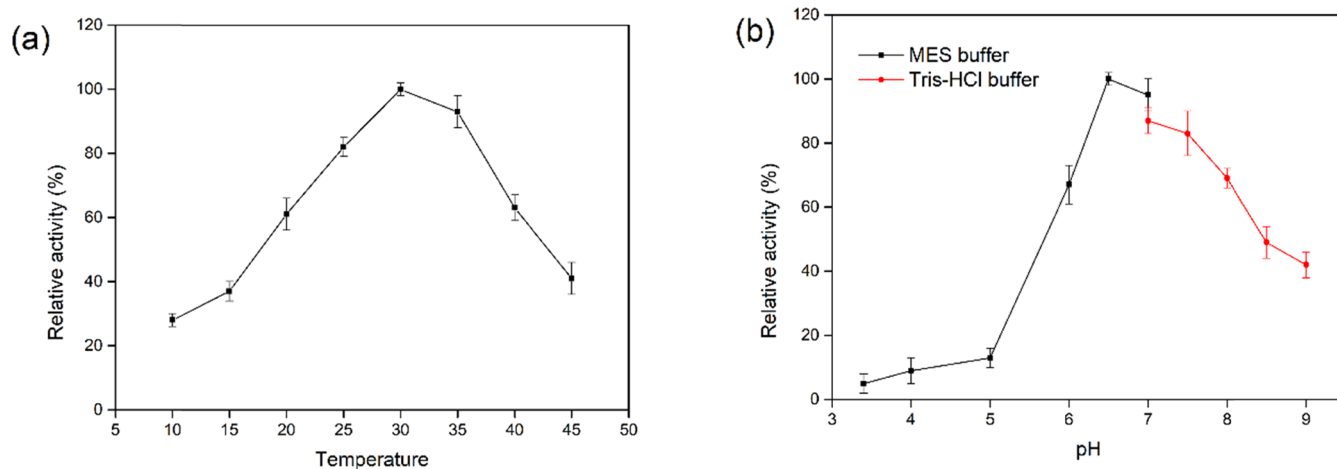 (a)
Relative activity (%)
120
100
80
60
40
20
0
5 10 15 20 25 30 35 40 45 50
Temperature
(b)
MES buffer
Tris-HCl buffer
Relative activity (%)
120
100
80
60
40
20
0
3 4 5 6 7 8 9
pH